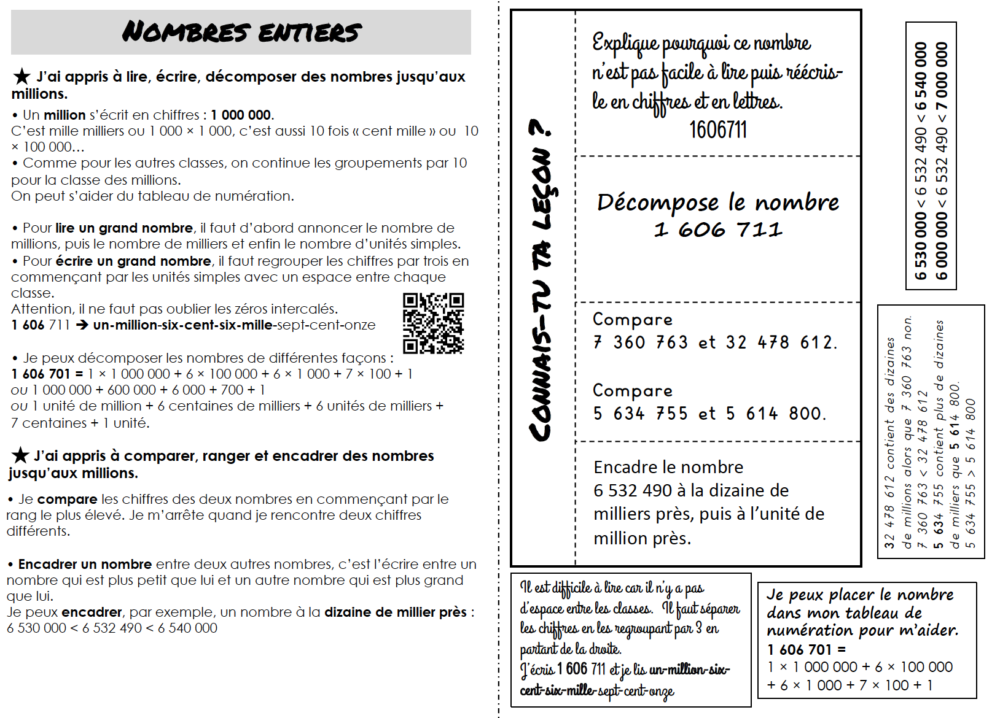 Nombres entiers
★ J’ai appris à lire, écrire, décomposer des nombres jusqu’aux
millions.
• Un million s’écrit en chiffres : 1 000 000.
C’est mille milliers ou 1 000 × 1 000, c’est aussi 10 fois « cent mille » ou 10
× 100 000…
• Comme pour les autres classes, on continue les groupements par 10
pour la classe des millions.
On peut s’aider du tableau de numération.
• Pour lire un grand nombre, il faut d’abord annoncer le nombre de
millions, puis le nombre de milliers et enfin le nombre d’unités simples.
• Pour écrire un grand nombre, il faut regrouper les chiffres par trois en
commençant par les unités simples avec un espace entre chaque
classe.
Attention, il ne faut pas oublier les zéros intercalés.
1 606 711 ➔ un-million-six-cent-six-mille-sept-cent-onze
• Je peux décomposer les nombres de différentes façons :
1 606 701 = 1 × 1 000 000 + 6 × 100 000 + 6 × 1 000 + 7 × 100 + 1
ou 1 000 000 + 600 000 + 6 000 + 700 + 1
ou 1 unité de million + 6 centaines de milliers + 6 unités de milliers +
7 centaines + 1 unité.
★ J’ai appris à comparer, ranger et encadrer des nombres
jusqu’aux millions.
• Je compare les chiffres des deux nombres en commençant par le
rang le plus élevé. Je m’arrête quand je rencontre deux chiffres
différents.
• Encadrer un nombre entre deux autres nombres, c’est l’écrire entre un
nombre qui est plus petit que lui et un autre nombre qui est plus grand
que lui.
Je peux encadrer, par exemple, un nombre à la dizaine de millier près :
6 530 000 < 6 532 490 < 6 540 000
Connais-tu ta leçon ?
Explique pourquoi ce nombre
n’est pas facile à lire puis réécris-
le en chiffres et en lettres.
1606711
Décompose le nombre
1 606 711
Compare
7 360 763 et 32 478 612.
Compare
5 634 755 et 5 614 800.
Encadre le nombre
6 532 490 à la dizaine de
milliers près, puis à l’unité de
million près.
6 530 000 < 6 532 490 < 6 540 000
6 000 000 < 6 532 490 < 7 000 000
32 478 612 contient des dizaines
de millions alors que 7 360 763 non.
7 360 763 < 32 478 612
5 634 755 contient plus de dizaines
de milliers que 5 614 800.
5 634 755 > 5 614 800
Il est difficile à lire car il n’y a pas
d’espace entre les classes. Il faut séparer
les chiffres en les regroupant par 3 en
partant de la droite.
J’écris 1 606 711 et je lis un-million-six-
cent-six-mille-sept-cent-onze
Je peux placer le nombre
dans mon tableau de
numération pour m’aider.
1 606 701 =
1 × 1 000 000 + 6 × 100 000
+ 6 × 1 000 + 7 × 100 + 1